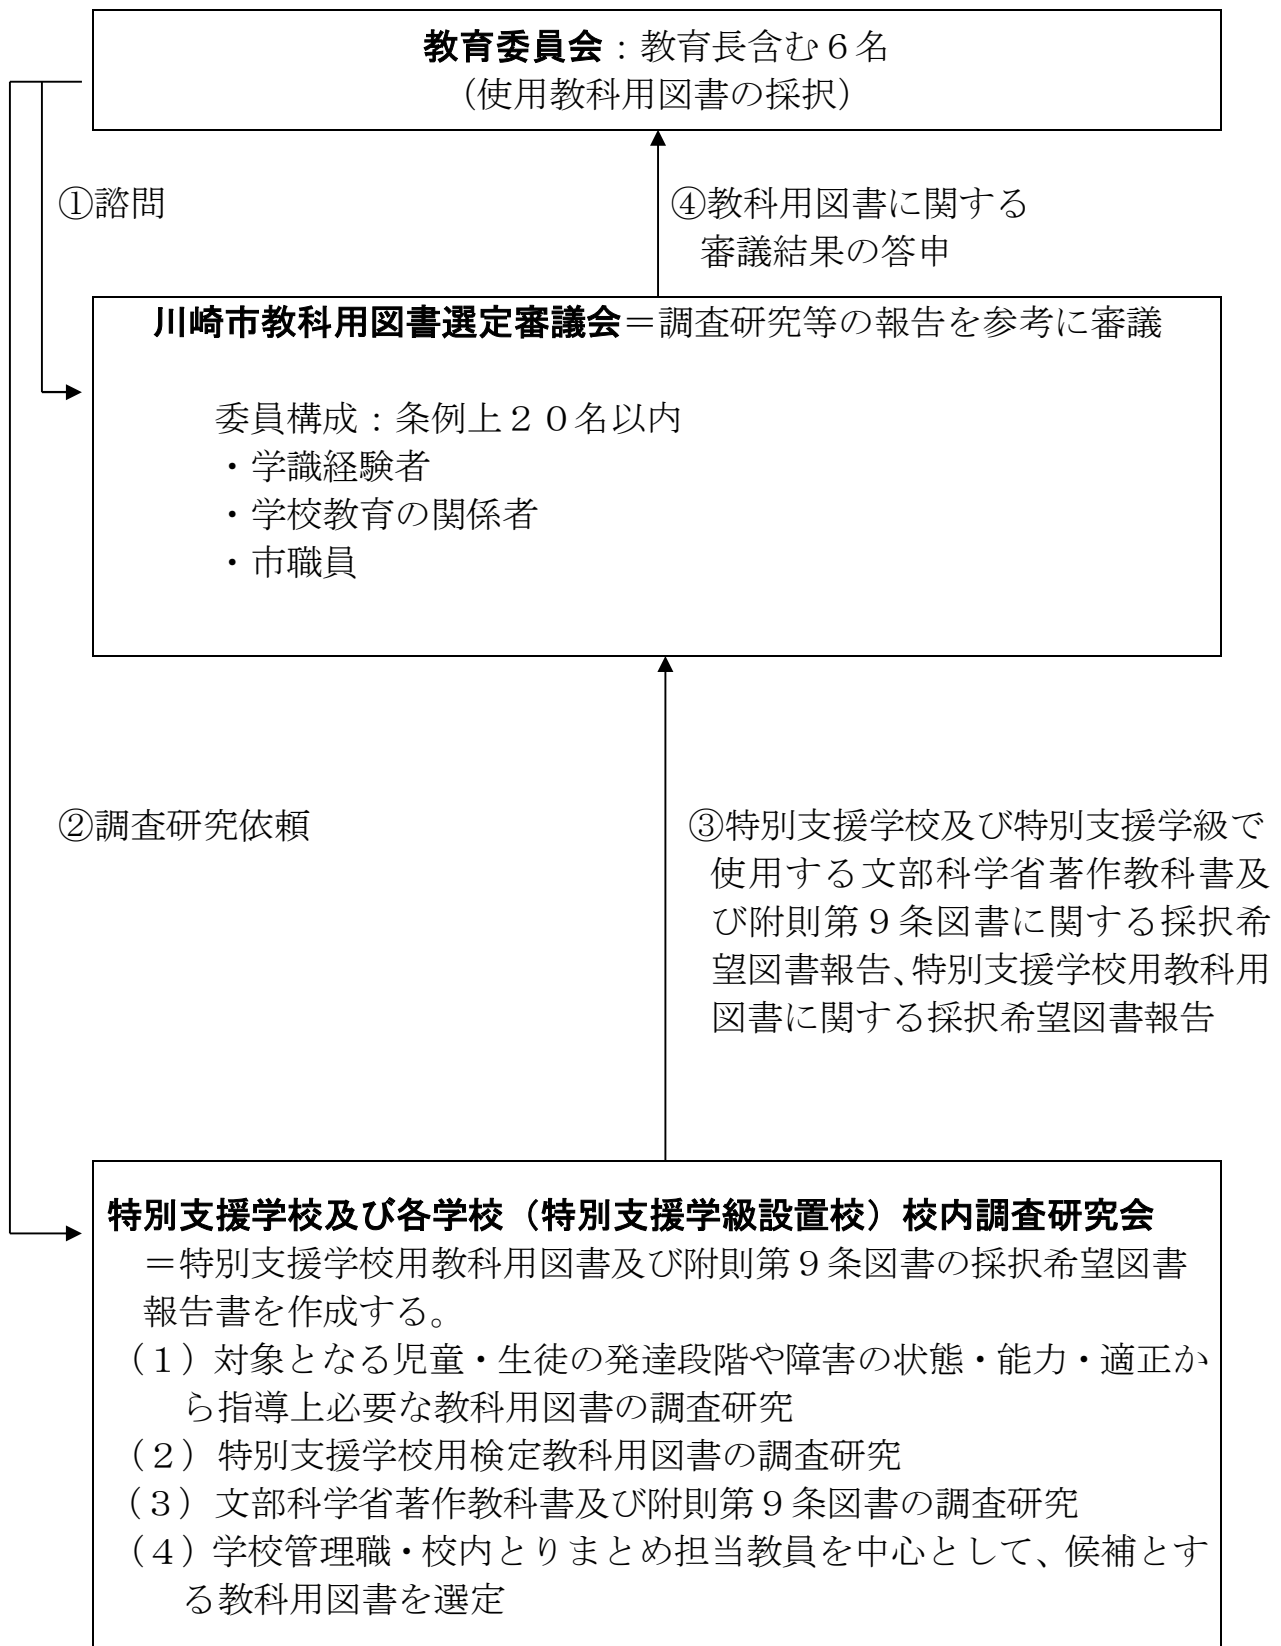 教育委員会：教育長含む６名
（使用教科用図書の採択）
①諮問
④教科用図書に関する
審議結果の答申
川崎市教科用図書選定審議会＝調査研究等の報告を参考に審議
委員構成：条例上２０名以内
・学識経験者
・学校教育の関係者
・市職員
②調査研究依頼
③特別支援学校及び特別支援学級で
使用する文部科学省著作教科書及
び附則第９条図書に関する採択希
望図書報告、特別支援学校用教科用
図書に関する採択希望図書報告
特別支援学校及び各学校（特別支援学級設置校）校内調査研究会
＝特別支援学校用教科用図書及び附則第９条図書の採択希望図書
報告書を作成する。
（１）対象となる児童・生徒の発達段階や障害の状態・能力・適正か
ら指導上必要な教科用図書の調査研究
（２）特別支援学校用検定教科用図書の調査研究
（３）文部科学省著作教科書及び附則第９条図書の調査研究
（４）学校管理職・校内とりまとめ担当教員を中心として、候補とす
る教科用図書を選定